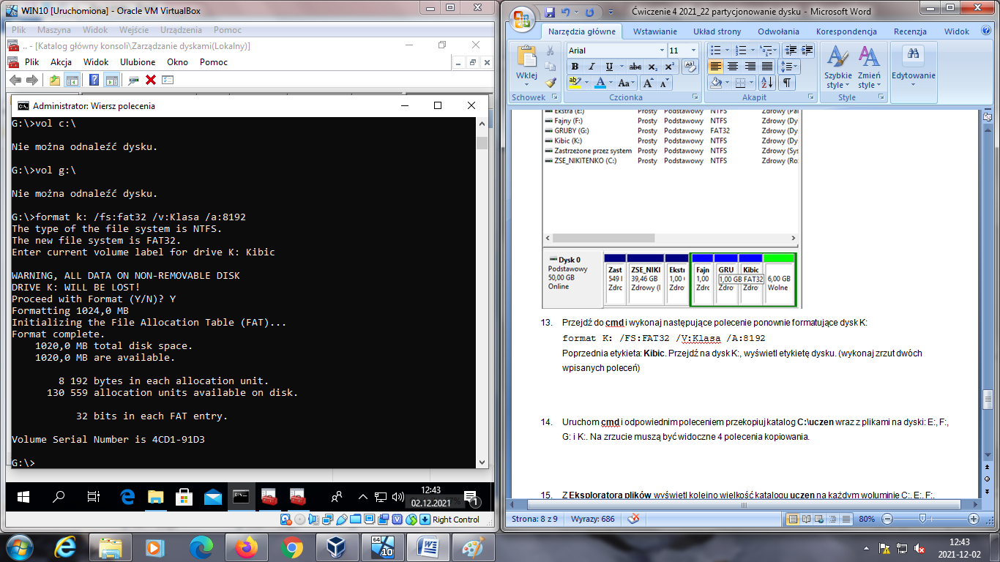 WIN10 [Uruchomiona] - Oracle VM VirtualBox
Plik Maszyna Widok Wejście Urządzenia Pomoc
.. - [Katalog główny konsoli\Zarządzanie dyskami(Lokalny)]
Plik Akcja Widok Okno Pomoc
Administrator: Wiersz polecenia
G:\>vol c:\
Nie można odnaleźć dysku.
G:\>vol g:\
Nie można odnaleźć dysku.
G:\>format k: /fs:fat32 /v:Klasa /a:8192
The type of the file system is NTFS.
The new file system is FAT32.
Enter current volume label for drive K: Kibic
WARNING, ALL DATA ON NON-REMOVABLE DISK
DRIVE K: WILL BE LOST!
Proceed with Format (Y/N)? Y
Formatting 1024,0 MB
Initializing the File Allocation Table (FAT)...
Format complete.
1020,0 MB total disk space.
1020,0 MB are available.
8 192 bytes in each allocation unit.
130 559 allocation units available on disk.
32 bits in each FAT entry.
Volume Serial Number is 4CD1-91D3
G:\>
12:43
02.12.2021
1
Right Control
Ćwiczenie 4 2021_22 partycjonowanie dysku - Microsoft Word
Narzędzia główne Wstawianie Układ strony Odwołania Korespondencja Recenzja Widok
Wklej
Arial 11
B I U abc x₂ x²
ab A Aa A A
Szybkie style
Zmień style
Edytowanie
Schowek Czcionka Akapit Style
Ekstra (E:) Prosty Podstawowy NTFS Zdrowy (Par
Fajny (F:) Prosty Podstawowy NTFS Zdrowy (Dy
GRUBY (G:) Prosty Podstawowy FAT32 Zdrowy (Dy
Kibic (K:) Prosty Podstawowy NTFS Zdrowy (Dy
Zastrzeżone przez system Prosty Podstawowy NTFS Zdrowy (Sys
ZSE_NIKITENKO (C:) Prosty Podstawowy NTFS Zdrowy (Ro
Dysk 0
Podstawowy
50,00 GB
Online
Zast ZSE_NIKI Ekstr Fajn GRU Kibic
549 39,46 GB 1,00 1,00 1,00 GB FAT32 6,00 GB
Zdrc Zdrowy ( Zdro Zdrc Zdro Zdro Wolne
13. Przejdź do cmd i wykonaj następujące polecenie ponownie formatujące dysk K:
format K: /FS:FAT32 /V:Klasa /A:8192
Poprzednia etykieta: Kibic. Przejdź na dysk K:, wyświetl etykietę dysku. (wykonaj zrzut dwóch
wpisanych poleceń)
14. Uruchom cmd i odpowiednim poleceniem przekopiuj katalog C:\uczen wraz z plikami na dyski: E:, F:,
G: i K:. Na zrzucie muszą być widoczne 4 polecenia kopiowania.
15. Z Eksploratora plików wyświetl kolejno wielkość katalogu uczen na każdym woluminie C:, E:, F:,
Strona: 8 z 9 Wyrazy: 686 80%
64
10
12:43
2021-12-02